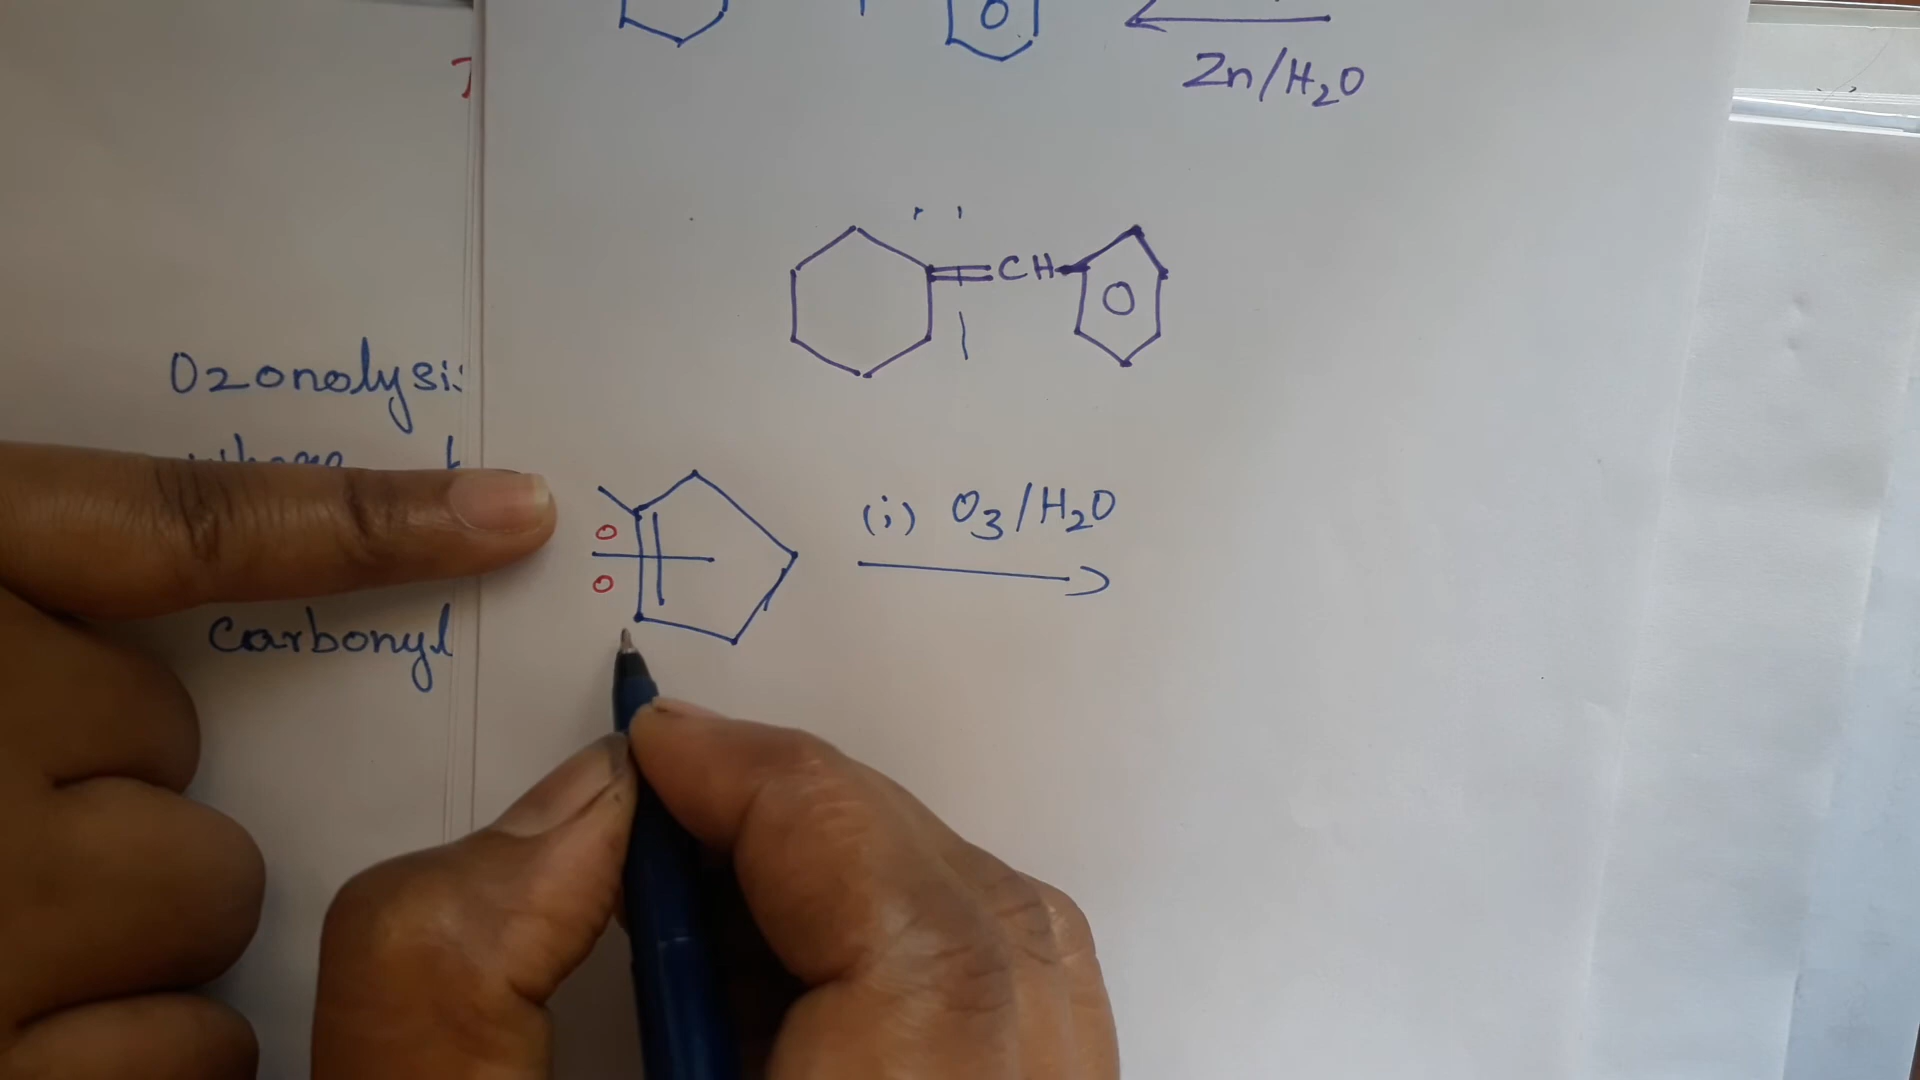 Zn/H2O
CH
Ozonolysis
(i) O3/H2O
O
O
Carbonyl